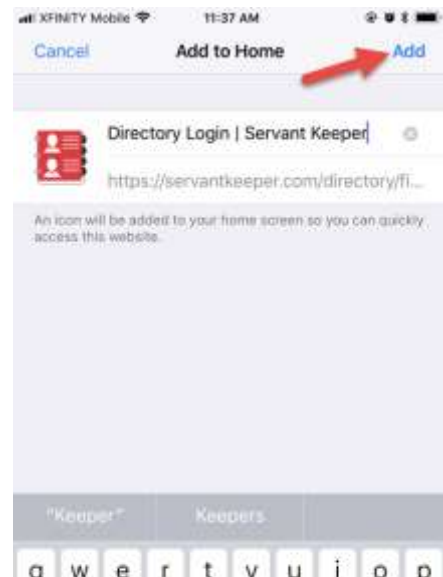 XFINITY Mobile 11:37 AM
Cancel Add to Home Add
Directory Login | Servant Keeper
https://servantkeeper.com/directory/fi...
An icon will be added to your home screen so you can quickly
access this website.
"Keeper" Keepers
q w e r t y u i o p